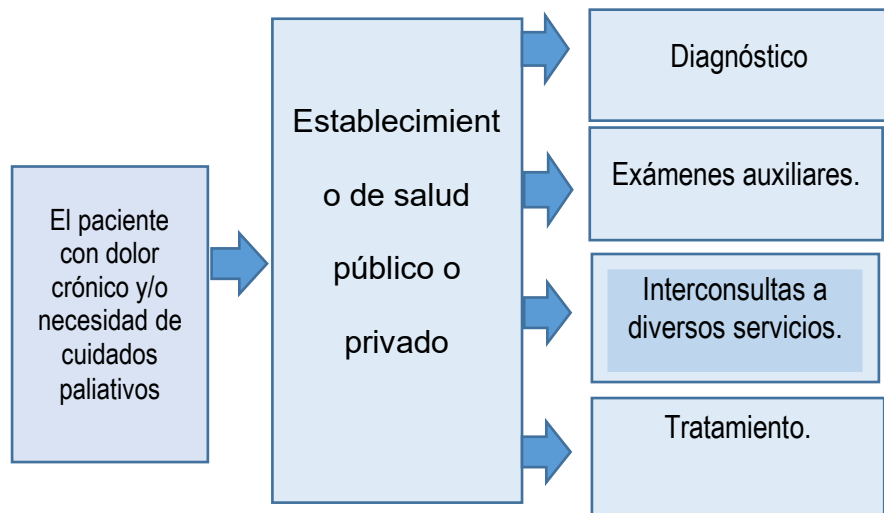 El paciente
con dolor
crónico y/o
necesidad de
cuidados
paliativos
Establecimient
o de salud
público o
privado
Diagnóstico
Exámenes auxiliares.
Interconsultas a
diversos servicios.
Tratamiento.